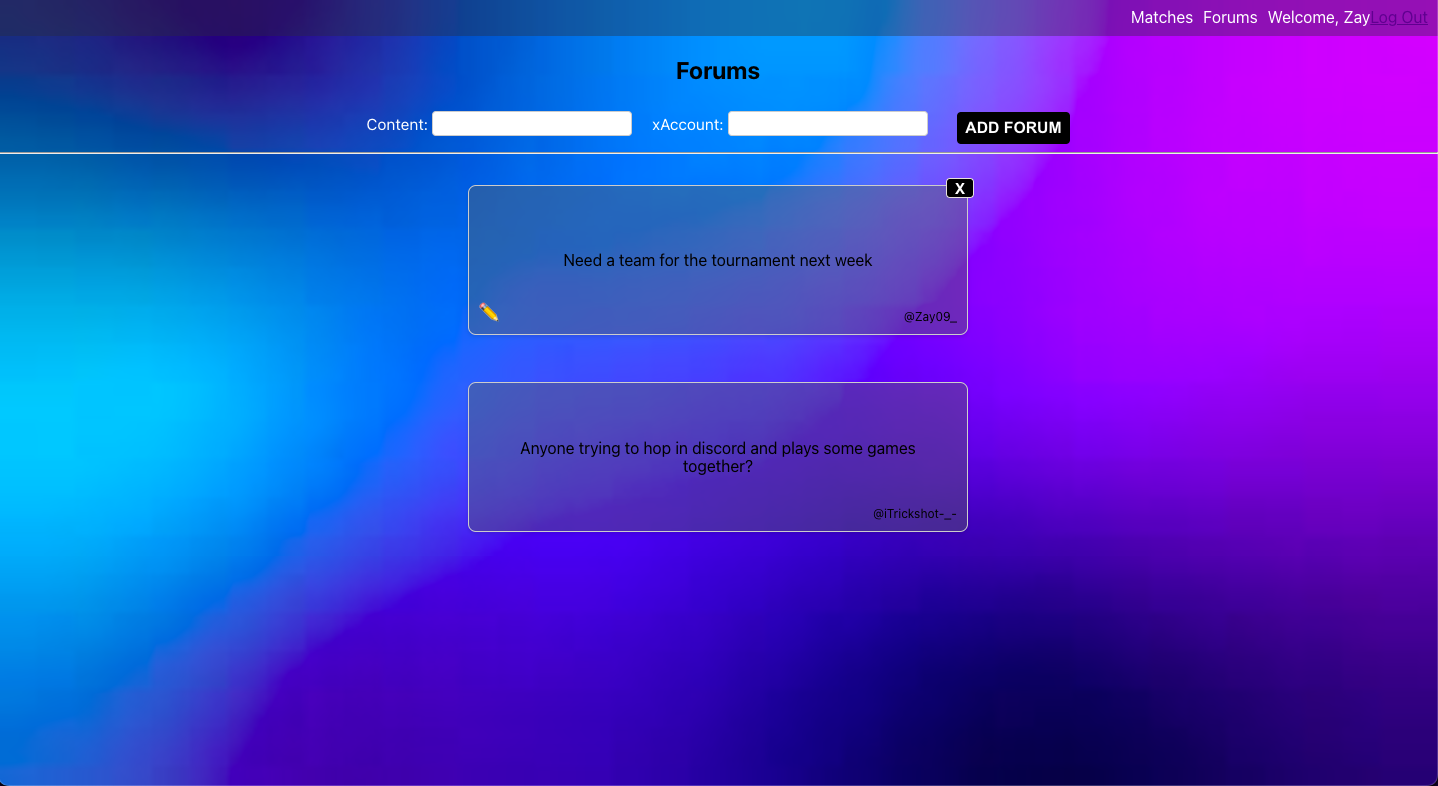 Matches Forums Welcome, ZayLog Out
Forums
Content: xAccount: ADD FORUM
X
Need a team for the tournament next week
@Zay09_
Anyone trying to hop in discord and plays some games
together?
@iTrickshot-_-